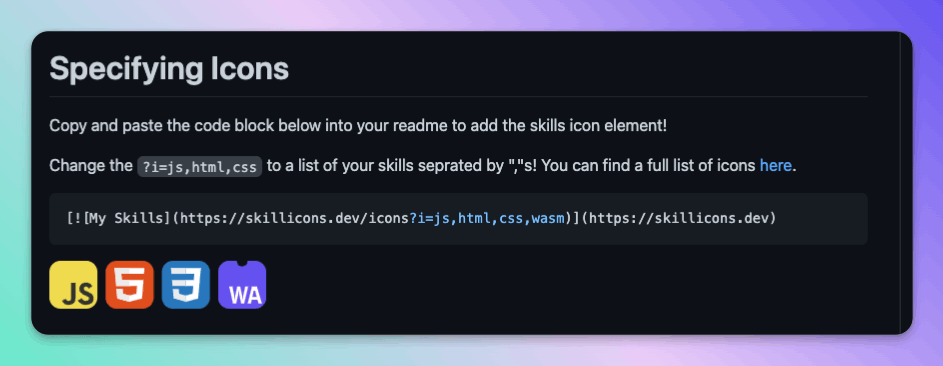 Specifying Icons
Copy and paste the code block below into your readme to add the skills icon element!
Change the ?i=js,html,css to a list of your skills seprated by ","s! You can find a full list of icons here.
[![My Skills](https://skillicons.dev/icons?i=js,html,css,wasm)](https://skillicons.dev)
JS 5 3 WA